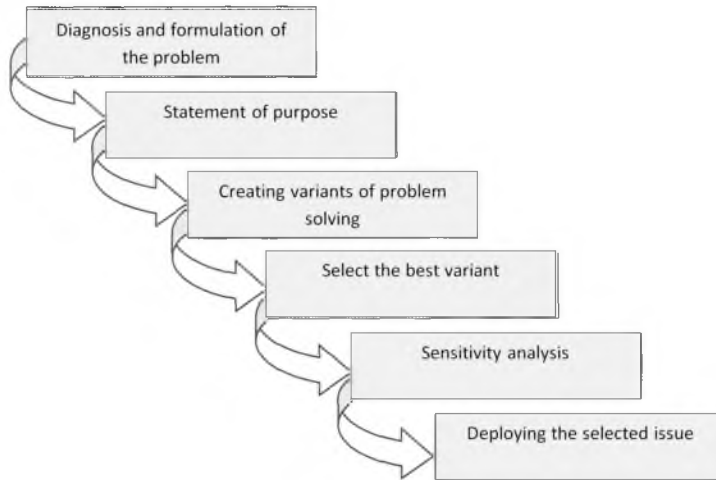 Diagnosis and formulation of
the problem
Statement of purpose
Creating variants of problem
solving
Select the best variant
Sensitivity analysis
Deploying the selected issue